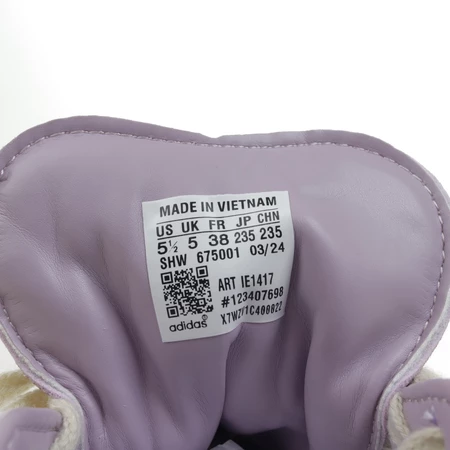 MADE IN VIETNAM
US UK FR JP CHN
5½ 5 38 235 235
SHW 675001 03/24
ART IE1417
#123407698
adidas